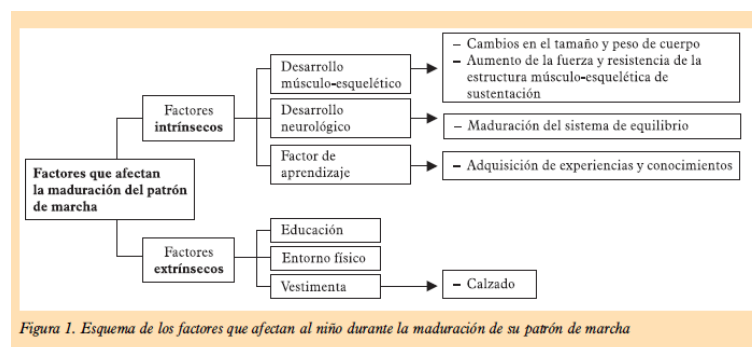 Factores que afectan
la maduración del patrón
de marcha
Factores
intrínsecos
Desarrollo
músculo-esquelético
– Cambios en el tamaño y peso de cuerpo
– Aumento de la fuerza y resistencia de la
estructura músculo-esquelética de
sustentación
Desarrollo
neurológico
– Maduración del sistema de equilibrio
Factor de
aprendizaje
– Adquisición de experiencias y conocimientos
Factores
extrínsecos
Educación
Entorno físico
Vestimenta
– Calzado
Figura 1. Esquema de los factores que afectan al niño durante la maduración de su patrón de marcha